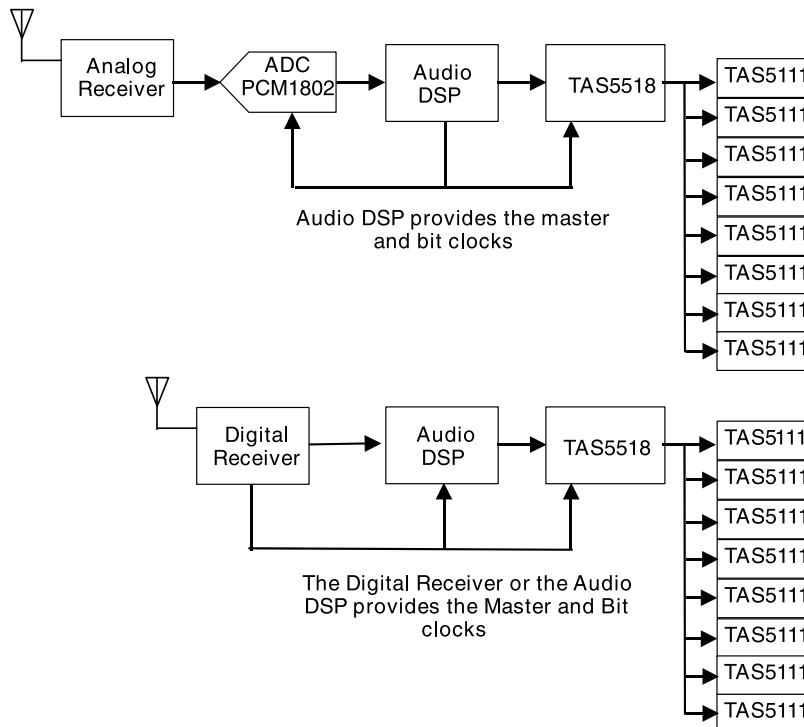 Analog
Receiver
ADC
PCM1802
Audio
DSP
TAS5518
TAS5111
TAS5111
TAS5111
TAS5111
TAS5111
TAS5111
TAS5111
TAS5111
Audio DSP provides the master
and bit clocks
Digital
Receiver
Audio
DSP
TAS5518
TAS5111
TAS5111
TAS5111
TAS5111
TAS5111
TAS5111
TAS5111
TAS5111
The Digital Receiver or the Audio
DSP provides the Master and Bit
clocks